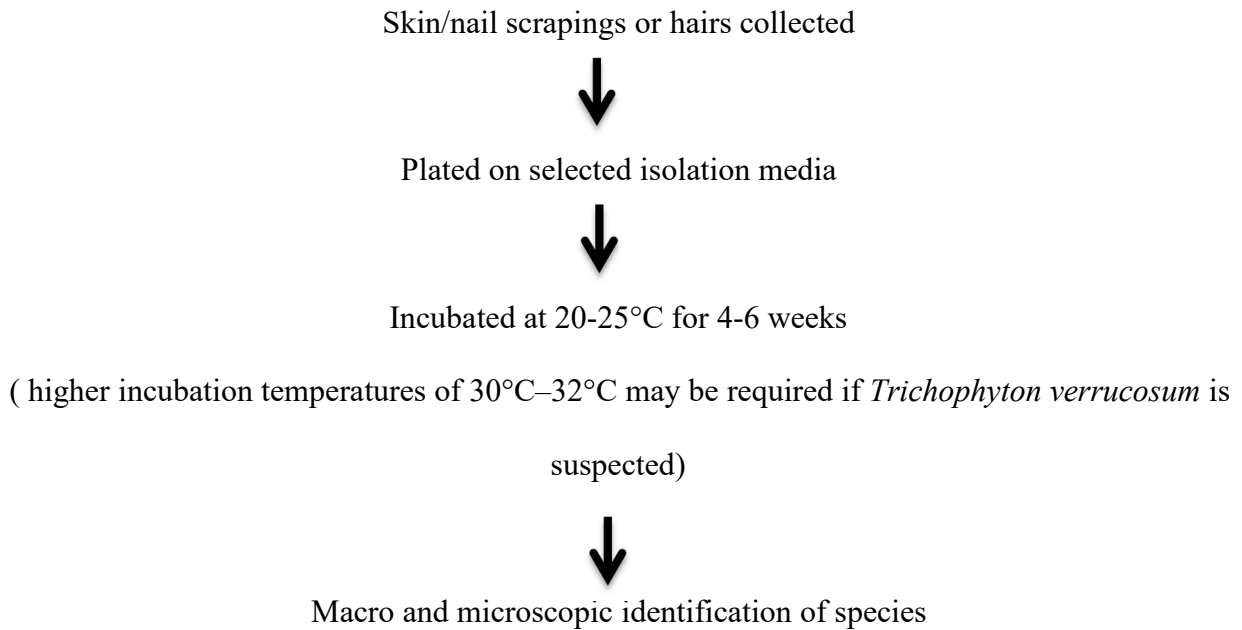 Skin/nail scrapings or hairs collected
Plated on selected isolation media
Incubated at 20-25°C for 4-6 weeks
( higher incubation temperatures of 30°C–32°C may be required if Trichophyton verrucosum is
suspected)
Macro and microscopic identification of species